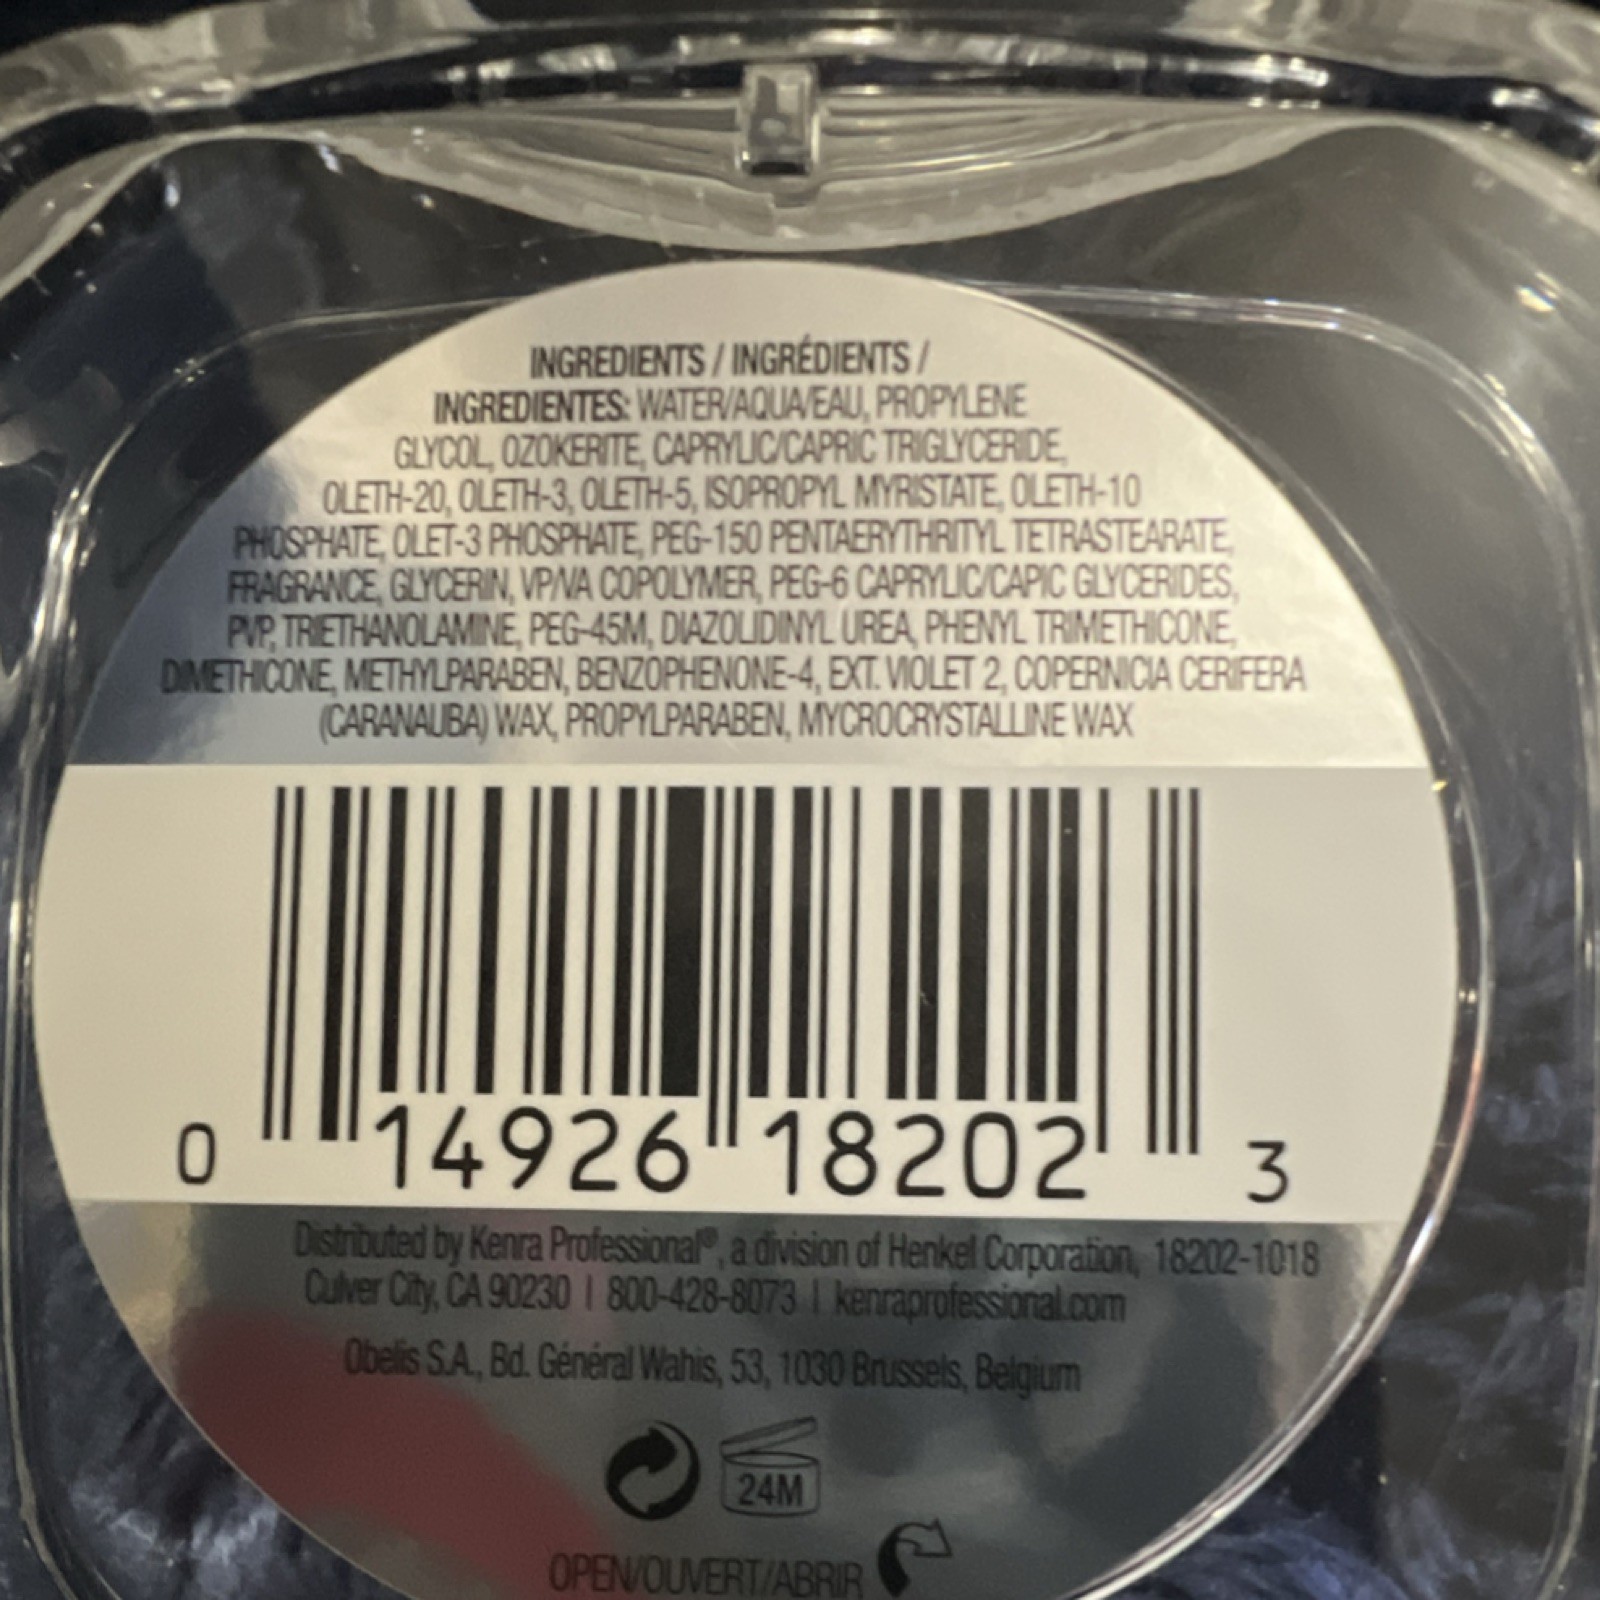 INGREDIENTS / INGRÉDIENTS /
INGREDIENTES: WATER/AQUA/EAU, PROPYLENE
GLYCOL, OZOKERITE, CAPRYLIC/CAPRIC TRIGLYCERIDE,
OLETH-20, OLETH-3, OLETH-5, ISOPROPYL MYRISTATE, OLETH-10
PHOSPHATE, OLET-3 PHOSPHATE, PEG-150 PENTAERYTHRITYL TETRASTEARATE,
FRAGRANCE, GLYCERIN, VP/VA COPOLYMER, PEG-6 CAPRYLIC/CAPIC GLYCERIDES,
PVP, TRIETHANOLAMINE, PEG-45M, DIAZOLIDINYL UREA, PHENYL TRIMETHICONE,
DIMETHICONE, METHYLPARABEN, BENZOPHENONE-4, EXT. VIOLET 2, COPERNICIA CERIFERA
(CARANAUBA) WAX, PROPYLPARABEN, MYCROCRYSTALLINE WAX
0 14926 18202 3
Distributed by Kenra Professional®, a division of Henkel Corporation, 18202-1018
Culver City, CA 90230 | 800-428-8073 | kenraprofessional.com
Obelis S.A., Bd. Général Wahis, 53, 1030 Brussels, Belgium
24M
OPEN/OUVERT/ABRIR